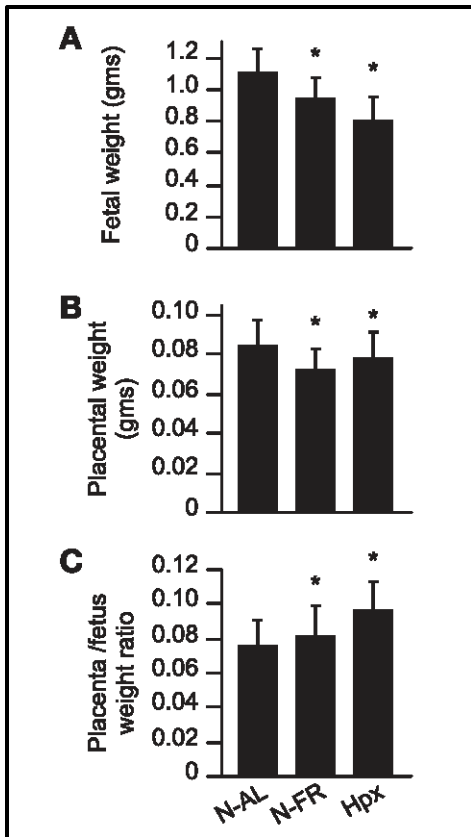 A
Fetal weight (gms)
1.2
1.0
0.8
0.6
0.4
0.2
0
*
*
B
Placental weight
(gms)
0.10
0.08
0.06
0.04
0.02
0
*
*
C
Placenta /fetus
weight ratio
0.12
0.10
0.08
0.06
0.04
0.02
0
*
*
N-AL
N-FR
Hpx